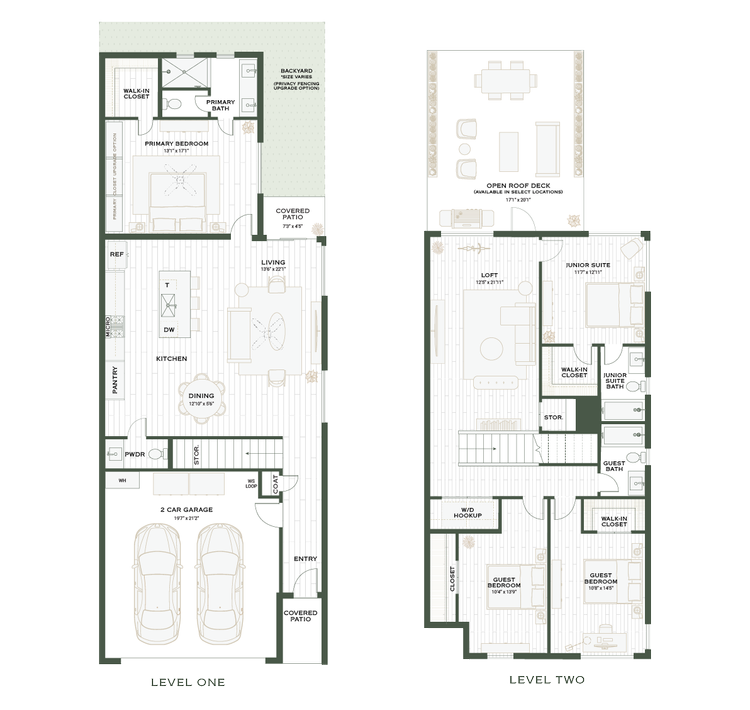 BACKYARD
*SIZE VARIES
(PRIVACY FENCING
UPGRADE OPTION)
WALK-IN
CLOSET
PRIMARY
BATH
PRIMARY BEDROOM
13'1" x 17'1"
PRIMARY CLOSET UPGRADE OPTION
COVERED
PATIO
7'3" x 4'5"
REF
LIVING
13'6" x 22'1"
T
DW
MICRO
KITCHEN
PANTRY
DINING
12'10" x 5'6"
PWDR
STOR.
WH
WS
LOOP
COAT
2 CAR GARAGE
19'7" x 21'2"
ENTRY
COVERED
PATIO
LEVEL ONE
OPEN ROOF DECK
(AVAILABLE IN SELECT LOCATIONS)
17'1" x 20'1"
LOFT
12'8" x 21'11"
JUNIOR SUITE
11'7" x 12'11"
WALK-IN
CLOSET
JUNIOR
SUITE
BATH
STOR.
GUEST
BATH
W/D
HOOKUP
WALK-IN
CLOSET
CLOSET
GUEST
BEDROOM
10'4" x 13'9"
GUEST
BEDROOM
10'8" x 14'5"
LEVEL TWO